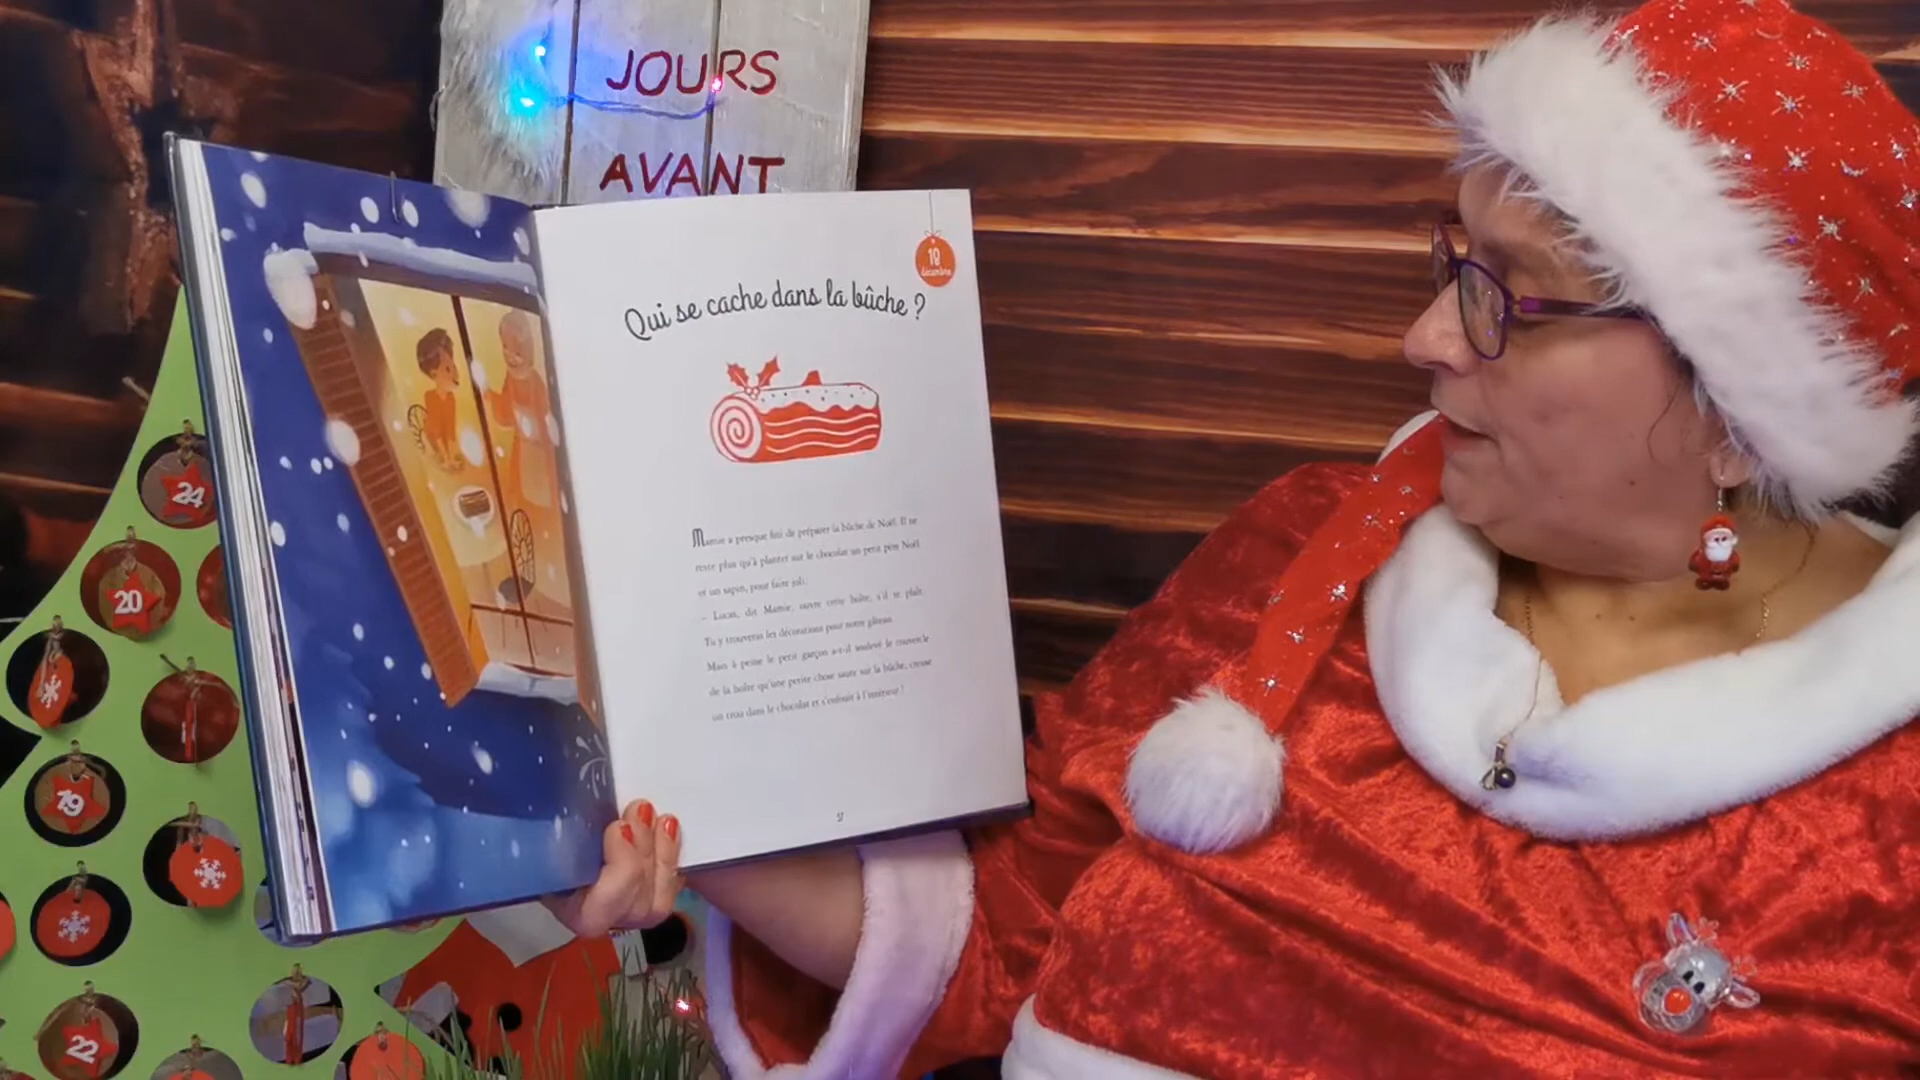 JOURS
AVANT
18
décembre
Qui se cache dans la bûche ?
Mamie a presque fini de préparer la bûche de Noël. Il ne
reste plus qu'à planter sur le chocolat un petit père Noël
et un sapin, pour faire joli.
– Lucas, dit Mamie, ouvre cette boîte, s'il te plaît.
Tu y trouveras les décorations pour notre gâteau.
Mais à peine le petit garçon a-t-il soulevé le couvercle
de la boîte qu'une petite chose saute sur la bûche, creuse
un trou dans le chocolat et s'enfouit à l'intérieur !
57
24
20
19
22